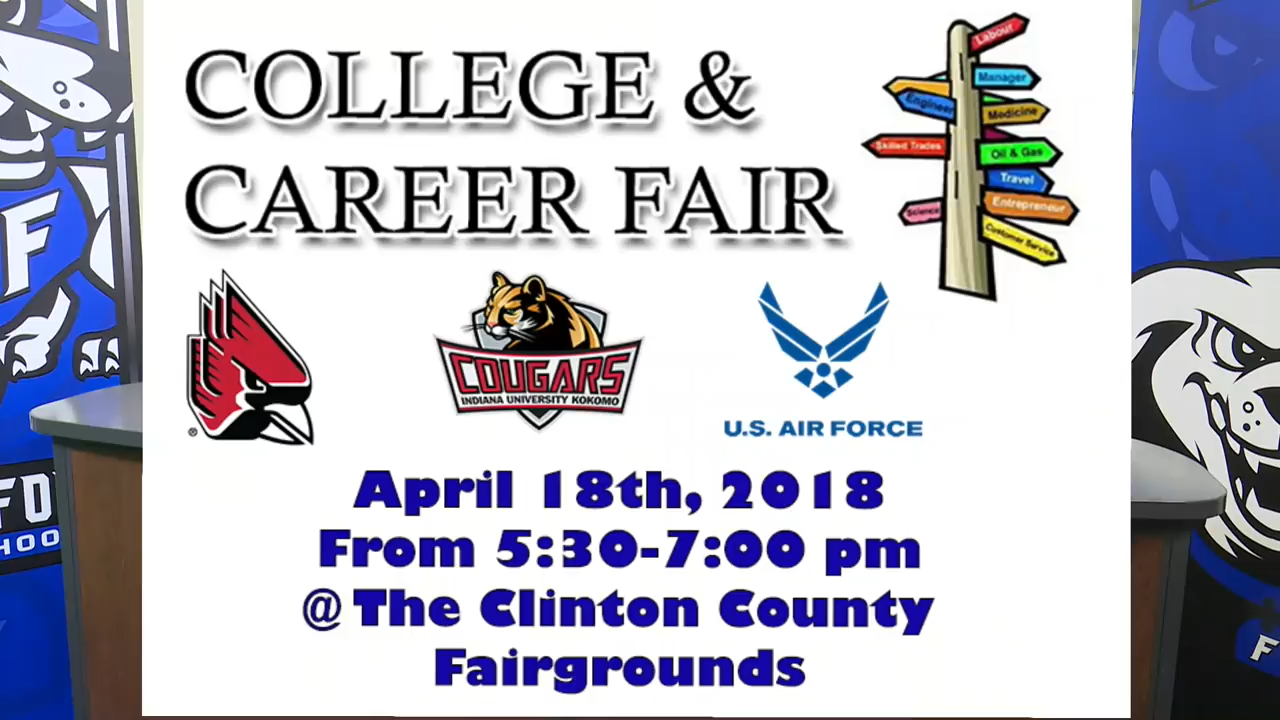 COLLEGE &
CAREER FAIR
Labour
Manager
Engineer
Medicine
Skilled Trades
Oil & Gas
Travel
Science
Entrepreneur
Customer Service
COUGARS
INDIANA UNIVERSITY KOKOMO
®
U.S. AIR FORCE
April 18th, 2018
From 5:30-7:00 pm
@ The Clinton County
Fairgrounds
F